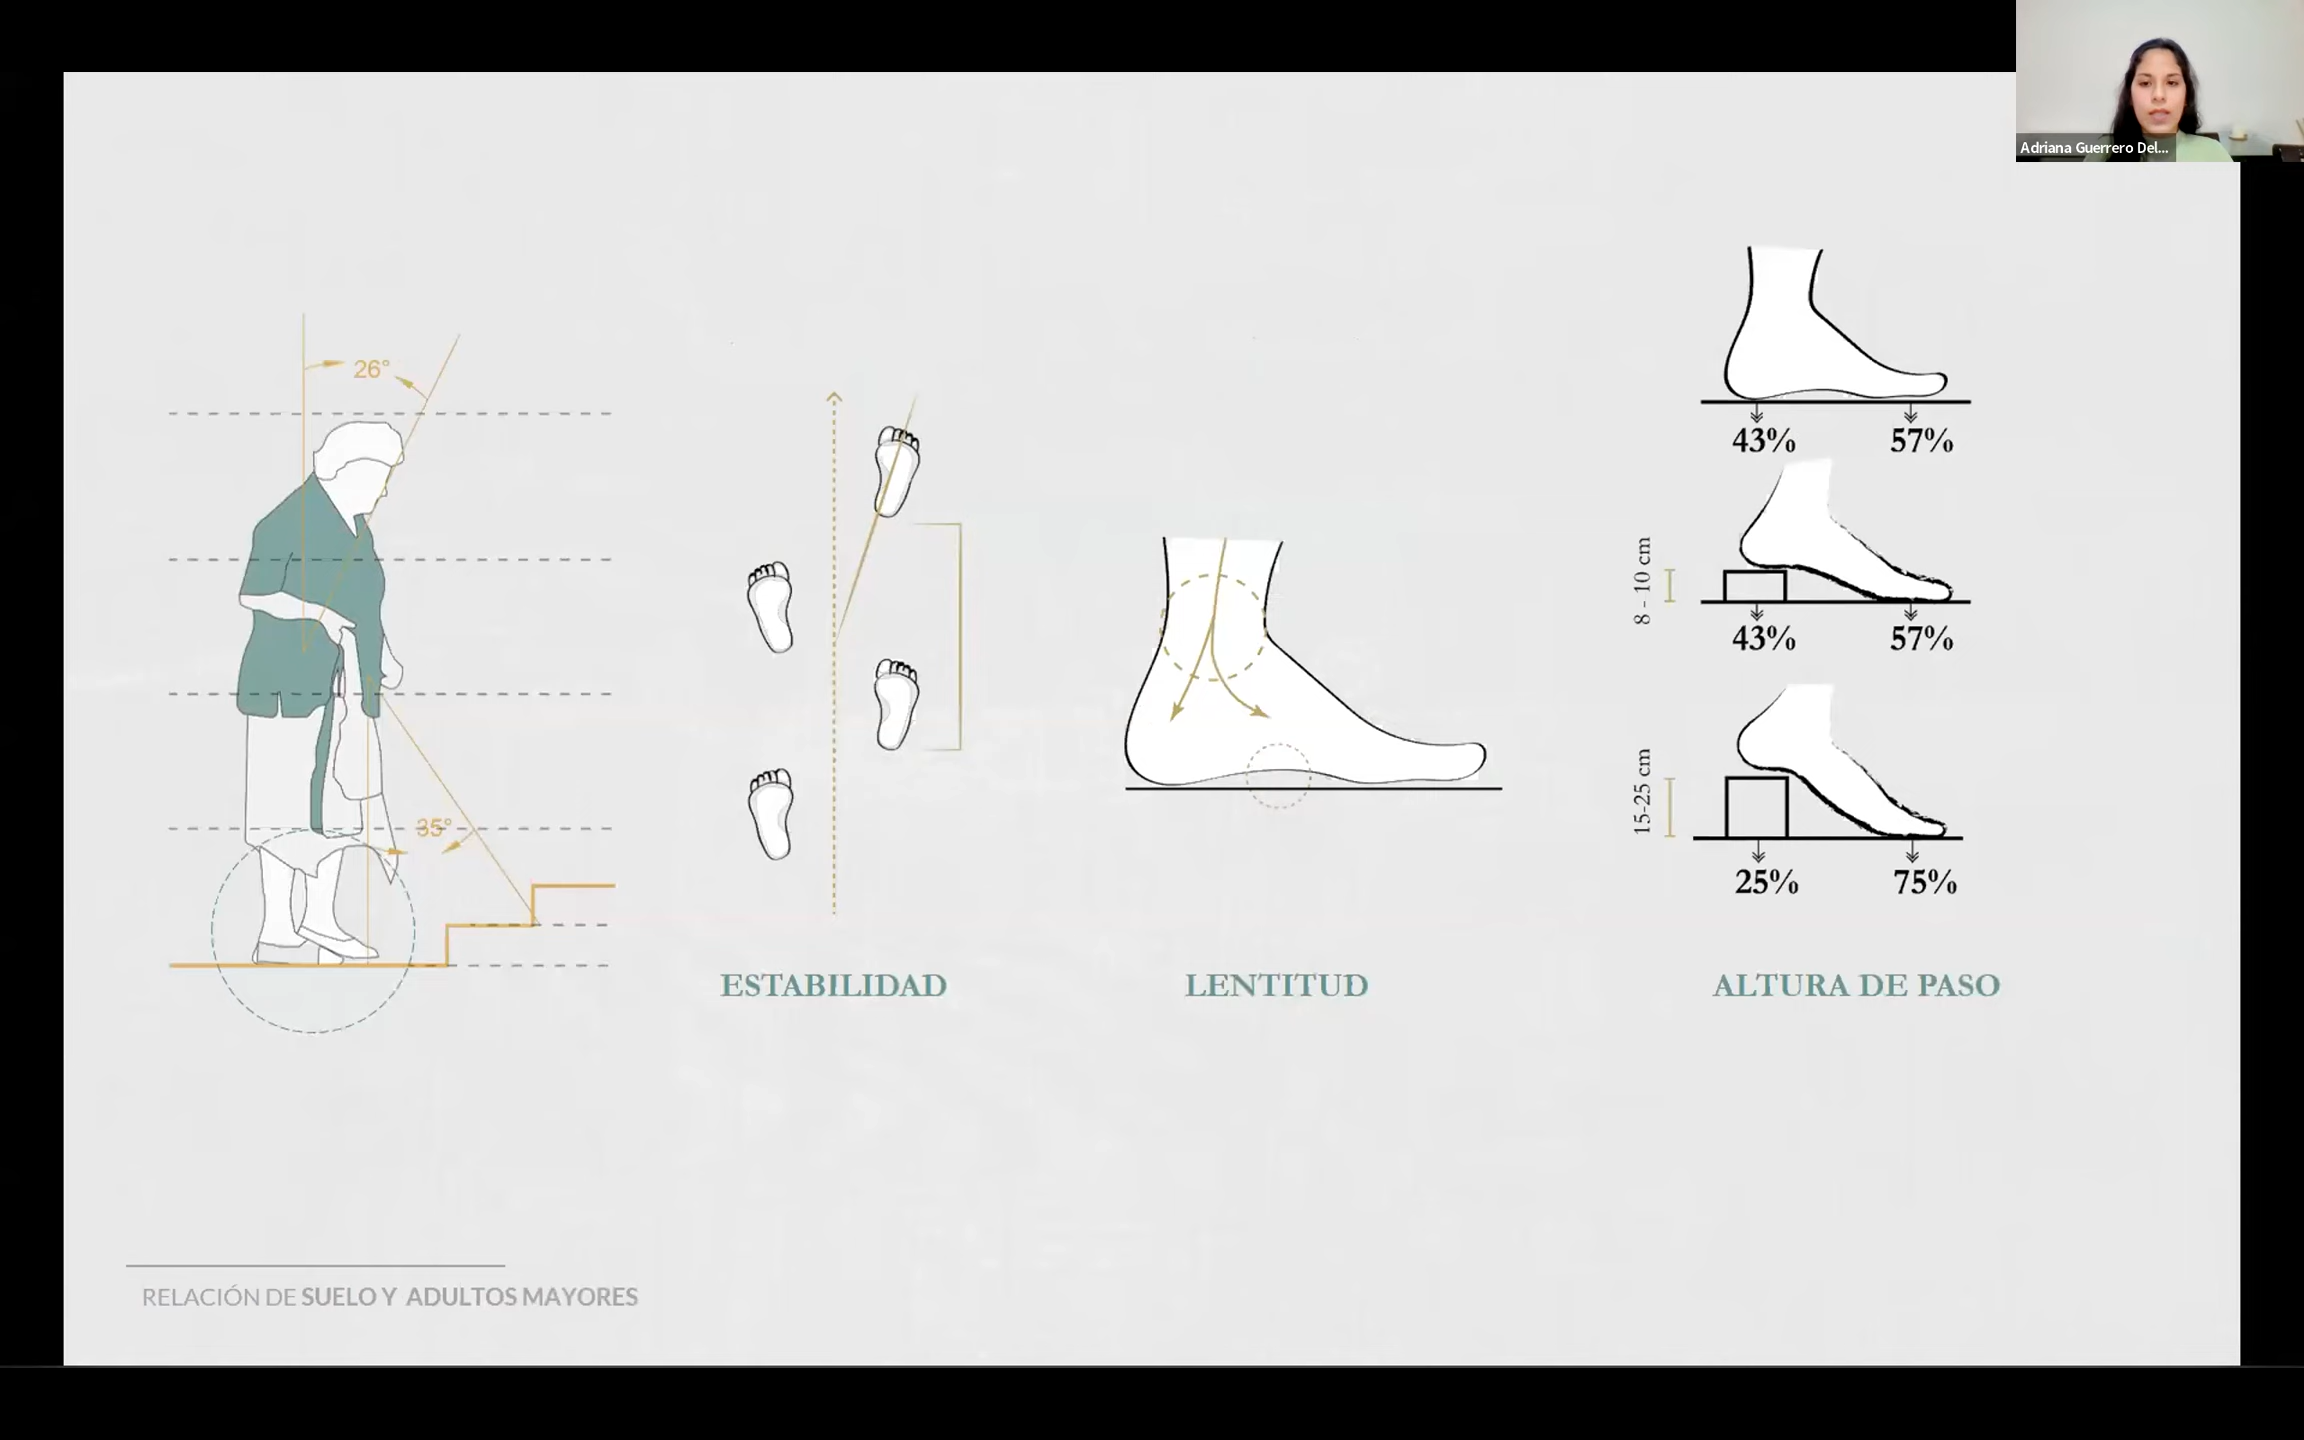 Adriana Guerrero Del...
26°
35°
ESTABILIDAD
LENTITUD
43% 57%
8 - 10 cm
43% 57%
15-25 cm
25% 75%
ALTURA DE PASO
RELACIÓN DE SUELO Y ADULTOS MAYORES